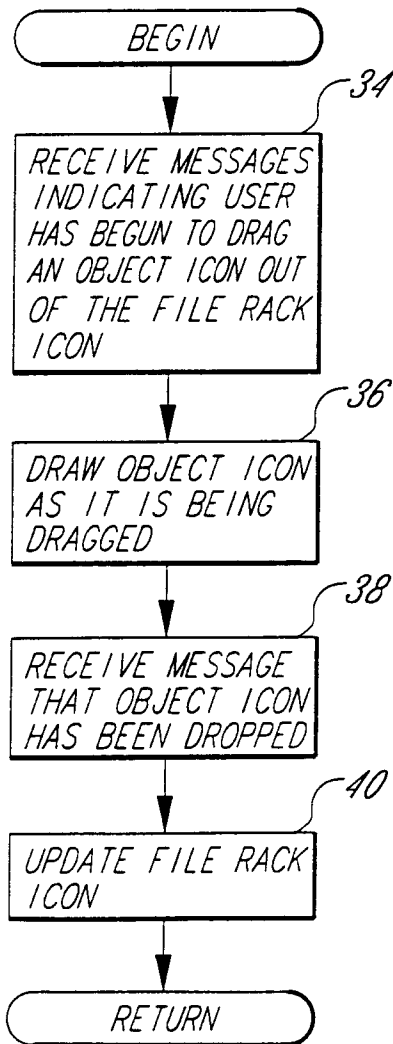 BEGIN
34
RECEIVE MESSAGES
INDICATING USER
HAS BEGUN TO DRAG
AN OBJECT ICON OUT
OF THE FILE RACK
ICON
36
DRAW OBJECT ICON
AS IT IS BEING
DRAGGED
38
RECEIVE MESSAGE
THAT OBJECT ICON
HAS BEEN DROPPED
40
UPDATE FILE RACK
ICON
RETURN